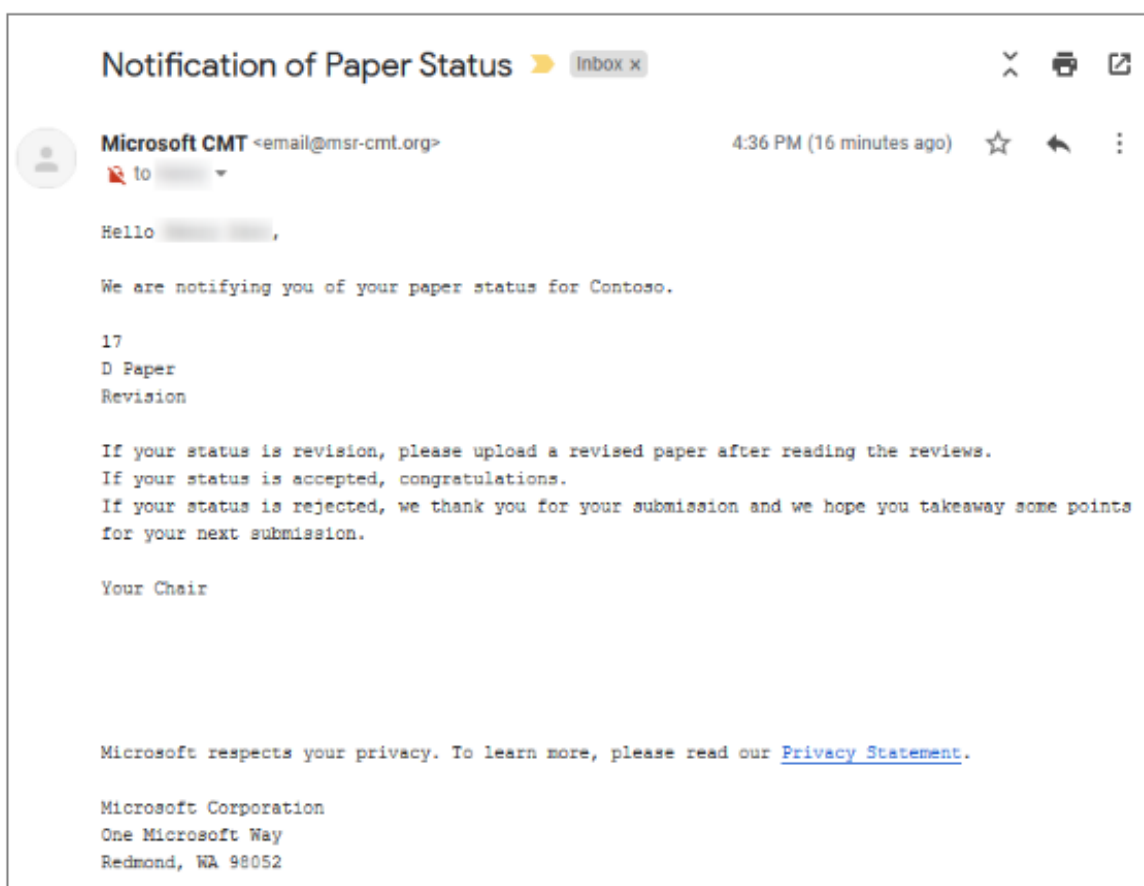 Notification of Paper Status Inbox x
Microsoft CMT <email@msr-cmt.org> 4:36 PM (16 minutes ago)
to
Hello ,
We are notifying you of your paper status for Contoso.
17
D Paper
Revision
If your status is revision, please upload a revised paper after reading the reviews.
If your status is accepted, congratulations.
If your status is rejected, we thank you for your submission and we hope you takeaway some points
for your next submission.
Your Chair
Microsoft respects your privacy. To learn more, please read our Privacy Statement.
Microsoft Corporation
One Microsoft Way
Redmond, WA 98052